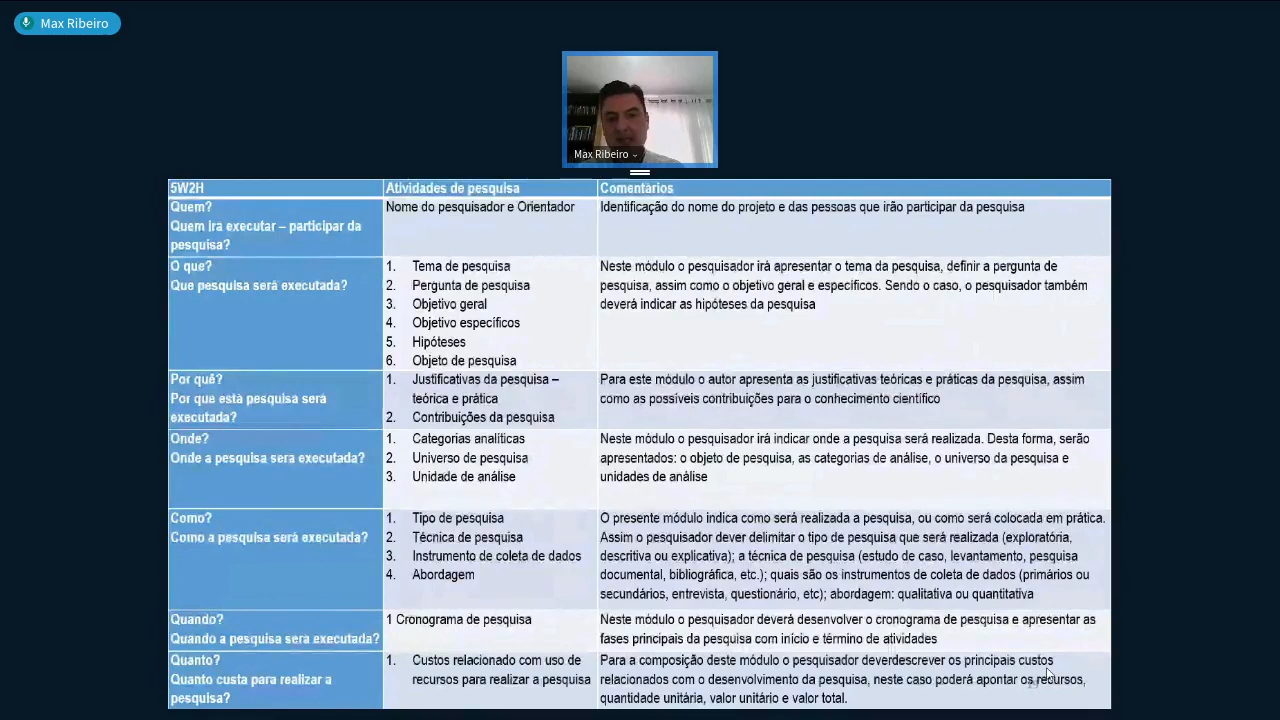 Max Ribeiro
Max Ribeiro
5W2H
Atividades de pesquisa
Comentários
Quem?
Quem irá executar – participar da
pesquisa?
Nome do pesquisador e Orientador
Identificação do nome do projeto e das pessoas que irão participar da pesquisa
O que?
Que pesquisa será executada?
1. Tema de pesquisa
2. Pergunta de pesquisa
3. Objetivo geral
4. Objetivo específicos
5. Hipóteses
6. Objeto de pesquisa
Neste módulo o pesquisador irá apresentar o tema da pesquisa, definir a pergunta de
pesquisa, assim como o objetivo geral e específicos. Sendo o caso, o pesquisador também
deverá indicar as hipóteses da pesquisa
Por quê?
Por que está pesquisa será
executada?
1. Justificativas da pesquisa –
teórica e prática
2. Contribuições da pesquisa
Para este módulo o autor apresenta as justificativas teóricas e práticas da pesquisa, assim
como as possíveis contribuições para o conhecimento científico
Onde?
Onde a pesquisa será executada?
1. Categorias analíticas
2. Universo de pesquisa
3. Unidade de análise
Neste módulo o pesquisador irá indicar onde a pesquisa será realizada. Desta forma, serão
apresentados: o objeto de pesquisa, as categorias de análise, o universo da pesquisa e
unidades de análise
Como?
Como a pesquisa será executada?
1. Tipo de pesquisa
2. Técnica de pesquisa
3. Instrumento de coleta de dados
4. Abordagem
O presente módulo indica como será realizada a pesquisa, ou como será colocada em prática.
Assim o pesquisador dever delimitar o tipo de pesquisa que será realizada (exploratória,
descritiva ou explicativa); a técnica de pesquisa (estudo de caso, levantamento, pesquisa
documental, bibliográfica, etc.); quais são os instrumentos de coleta de dados (primários ou
secundários, entrevista, questionário, etc); abordagem: qualitativa ou quantitativa
Quando?
Quando a pesquisa será executada?
1 Cronograma de pesquisa
Neste módulo o pesquisador deverá desenvolver o cronograma de pesquisa e apresentar as
fases principais da pesquisa com início e término de atividades
Quanto?
Quanto custa para realizar a
pesquisa?
1. Custos relacionado com uso de
recursos para realizar a pesquisa
Para a composição deste módulo o pesquisador deverdescrever os principais custos
relacionados com o desenvolvimento da pesquisa, neste caso poderá apontar os recursos,
quantidade unitária, valor unitário e valor total.